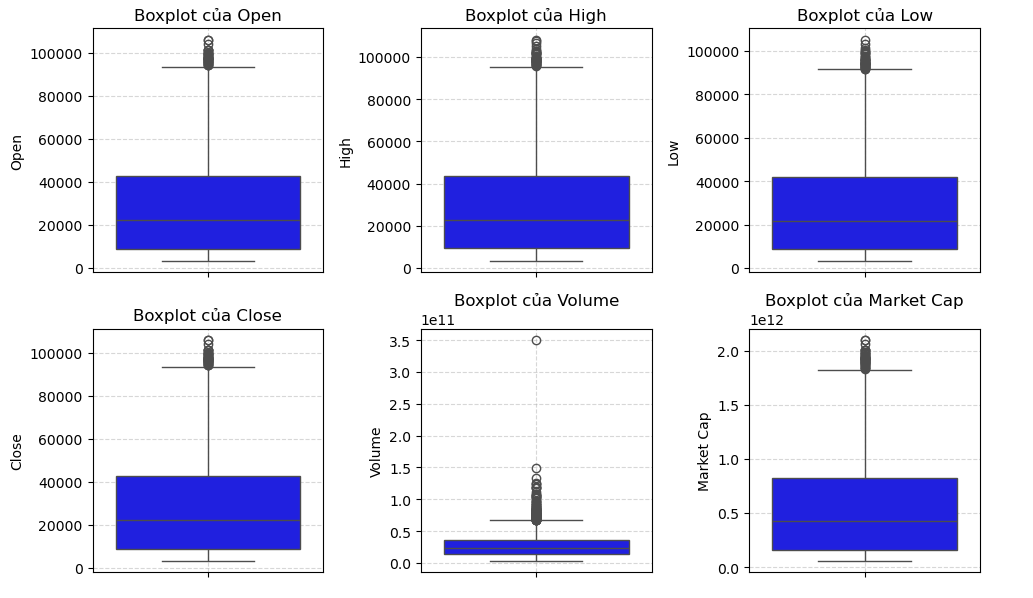 Boxplot của Open
Open
100000
80000
60000
40000
20000
0
Boxplot của High
High
100000
80000
60000
40000
20000
0
Boxplot của Low
Low
100000
80000
60000
40000
20000
0
Boxplot của Close
Close
100000
80000
60000
40000
20000
0
Boxplot của Volume
1e11
Volume
3.5
3.0
2.5
2.0
1.5
1.0
0.5
0.0
Boxplot của Market Cap
1e12
Market Cap
2.0
1.5
1.0
0.5
0.0